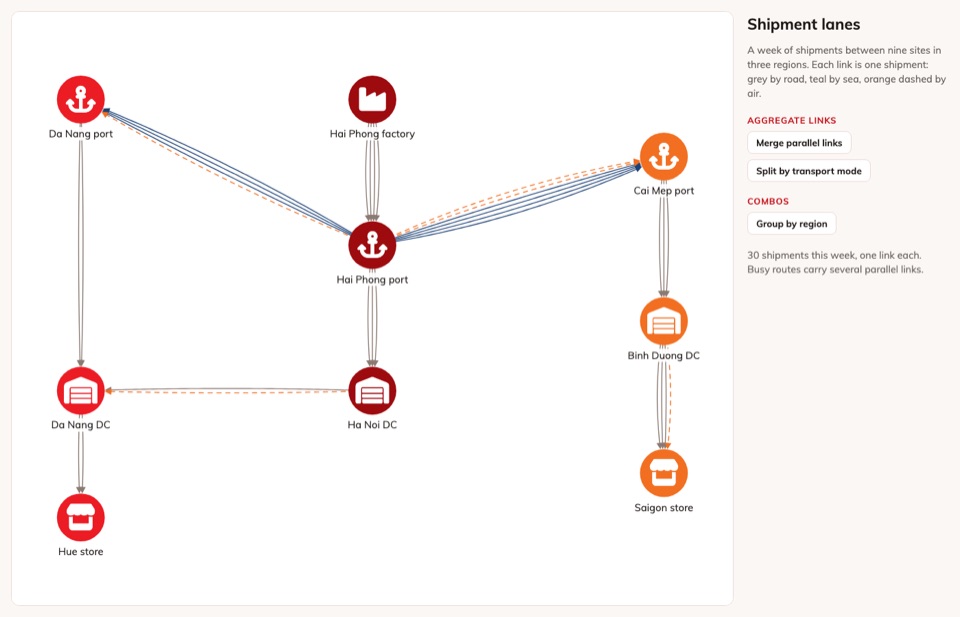 Shipment lanes
A week of shipments between nine sites in
three regions. Each link is one shipment:
grey by road, teal by sea, orange dashed by
air.
AGGREGATE LINKS
Merge parallel links
Split by transport mode
COMBOS
Group by region
30 shipments this week, one link each.
Busy routes carry several parallel links.
Da Nang port
Hai Phong factory
Cai Mep port
Hai Phong port
Binh Duong DC
Da Nang DC
Ha Noi DC
Saigon store
Hue store